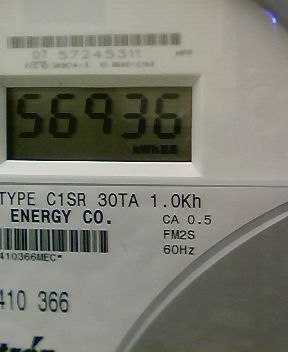 07 57245311
56936
kWh
TYPE C1SR 30TA 1.0Kh
ENERGY CO.
CA 0.5
FM2S
60Hz
410366MEC*
410 366